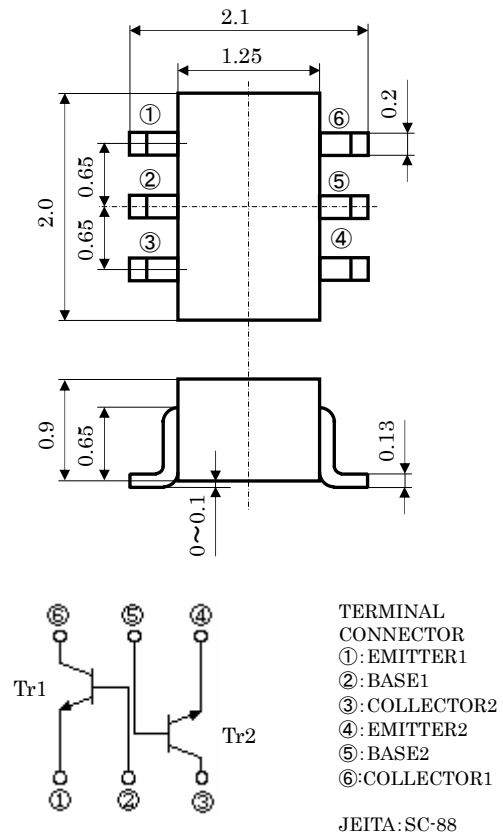 2.1
1.25
① ⑥ 0.2
0.65
② ⑤
2.0
0.65
③ ④
0.9
0.65
0.13
0~0.1
⑥ ⑤ ④
Tr1
Tr2
① ② ③
TERMINAL
CONNECTOR
①:EMITTER1
②:BASE1
③:COLLECTOR2
④:EMITTER2
⑤:BASE2
⑥:COLLECTOR1
JEITA:SC-88